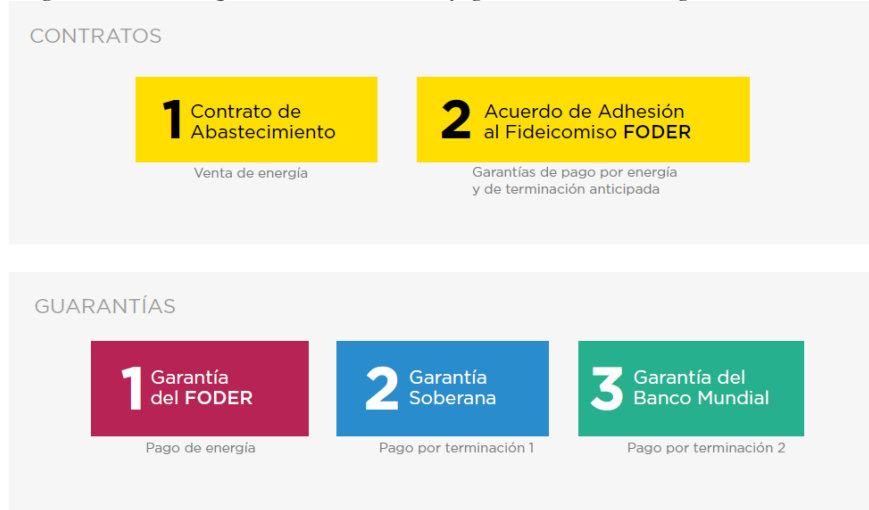 CONTRATOS
1 Contrato de
Abastecimiento
Venta de energía
2 Acuerdo de Adhesión
al Fideicomiso FODER
Garantías de pago por energía
y de terminación anticipada
GUARANTÍAS
1 Garantía
del FODER
Pago de energía
2 Garantía
Soberana
Pago por terminación 1
3 Garantía del
Banco Mundial
Pago por terminación 2